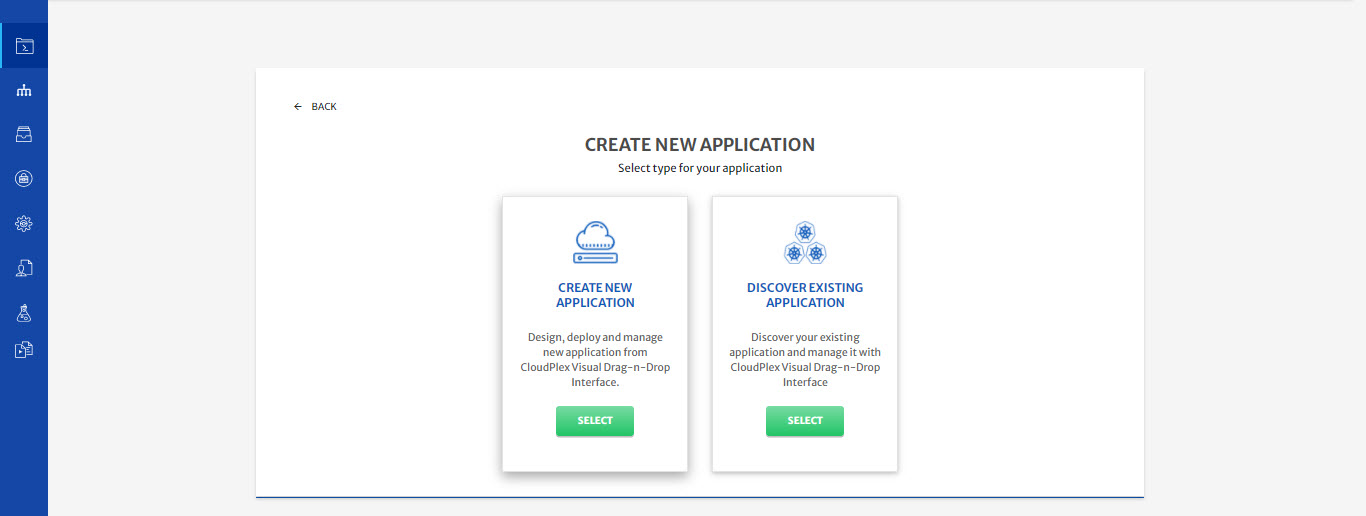 BACK
CREATE NEW APPLICATION
Select type for your application
CREATE NEW
APPLICATION
Design, deploy and manage
new application from
CloudPlex Visual Drag-n-Drop
Interface.
SELECT
DISCOVER EXISTING
APPLICATION
Discover your existing
application and manage it with
CloudPlex Visual Drag-n-Drop
Interface
SELECT